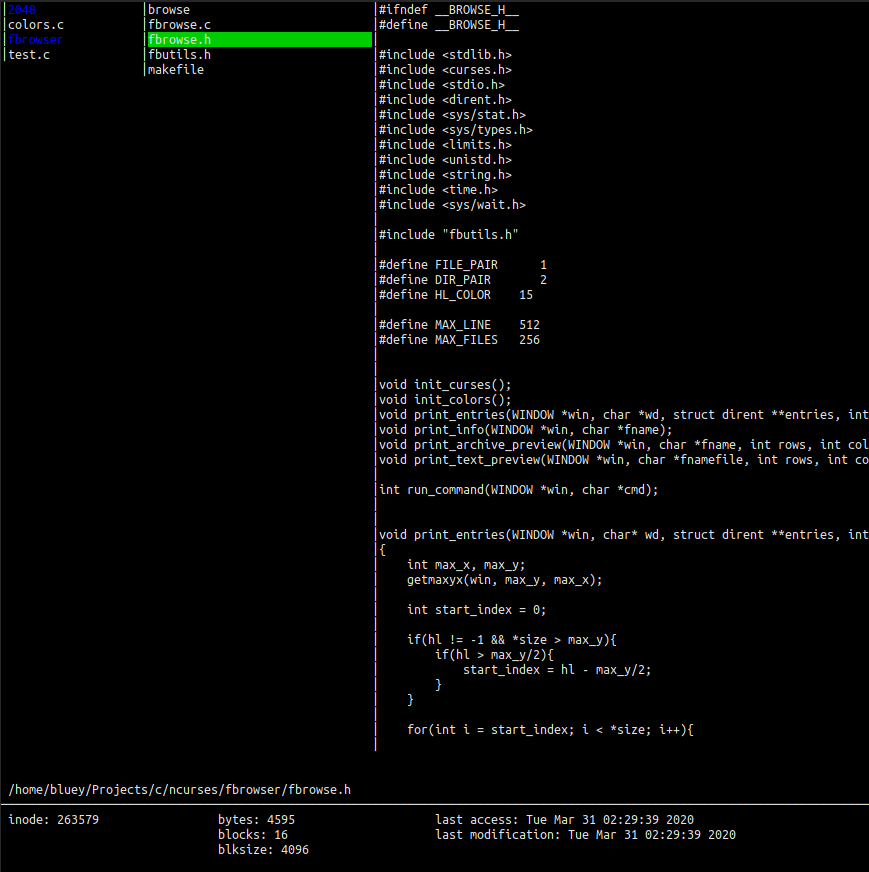 2048
colors.c
fbrowser
test.c
browse
fbrowse.c
fbrowse.h
fbutils.h
makefile
#ifndef __BROWSE_H__
#define __BROWSE_H__
#include <stdlib.h>
#include <curses.h>
#include <stdio.h>
#include <dirent.h>
#include <sys/stat.h>
#include <sys/types.h>
#include <limits.h>
#include <unistd.h>
#include <string.h>
#include <time.h>
#include <sys/wait.h>
#include "fbutils.h"
#define FILE_PAIR      1
#define DIR_PAIR       2
#define HL_COLOR    15
#define MAX_LINE    512
#define MAX_FILES   256
void init_curses();
void init_colors();
void print_entries(WINDOW *win, char *wd, struct dirent **entries, int
void print_info(WINDOW *win, char *fname);
void print_archive_preview(WINDOW *win, char *fname, int rows, int col
void print_text_preview(WINDOW *win, char *fnamefile, int rows, int co
int run_command(WINDOW *win, char *cmd);
void print_entries(WINDOW *win, char* wd, struct dirent **entries, int
{
    int max_x, max_y;
    getmaxyx(win, max_y, max_x);
    int start_index = 0;
    if(hl != -1 && *size > max_y){
        if(hl > max_y/2){
            start_index = hl - max_y/2;
        }
    }
    for(int i = start_index; i < *size; i++){
/home/bluey/Projects/c/ncurses/fbrowser/fbrowse.h
inode: 263579
bytes: 4595
blocks: 16
blksize: 4096
last access: Tue Mar 31 02:29:39 2020
last modification: Tue Mar 31 02:29:39 2020